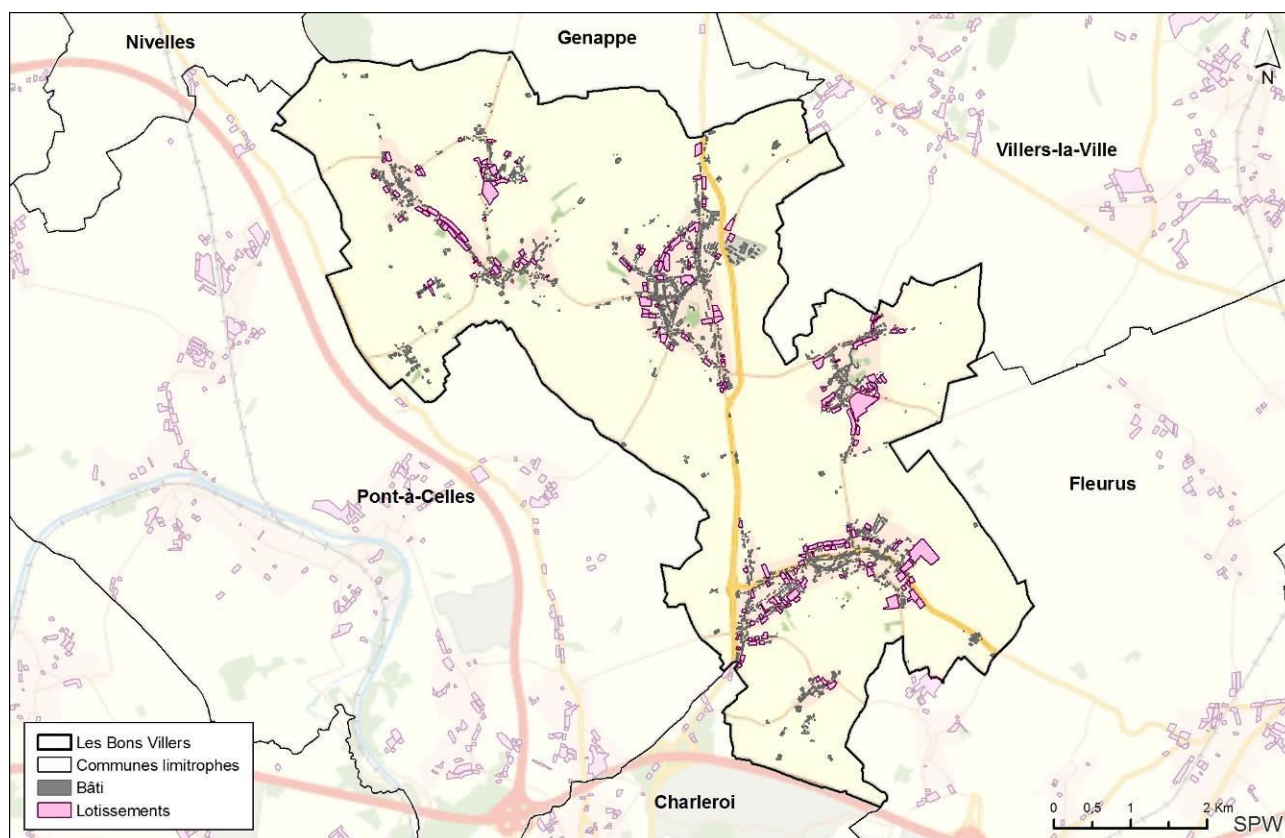 Nivelles
Genappe
N
Villers-la-Ville
Pont-à-Celles
Fleurus
Les Bons Villers
Communes limitrophes
Bâti
Lotissements
Charleroi
0 0,5 1 2 Km
SPW